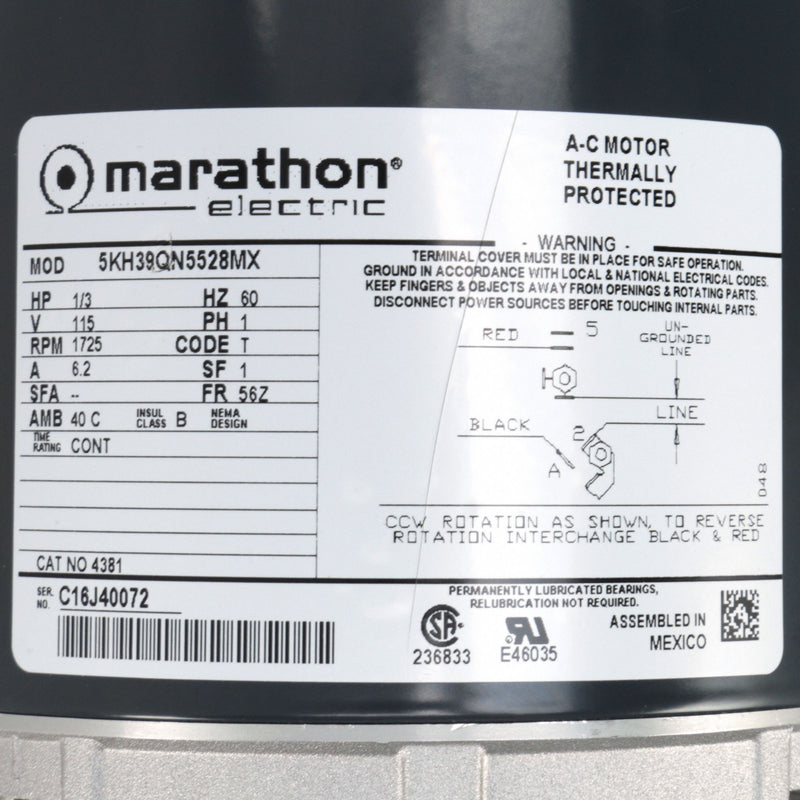 marathon®
electric
A-C MOTOR
THERMALLY
PROTECTED
MOD 5KH39QN5528MX
HP 1/3 HZ 60
V 115 PH 1
RPM 1725 CODE T
A 6.2 SF 1
SFA -- FR 56Z
AMB 40 C INSUL CLASS B NEMA DESIGN
TIME RATING CONT
CAT NO 4381
- WARNING -
TERMINAL COVER MUST BE IN PLACE FOR SAFE OPERATION.
GROUND IN ACCORDANCE WITH LOCAL & NATIONAL ELECTRICAL CODES.
KEEP FINGERS & OBJECTS AWAY FROM OPENINGS & ROTATING PARTS.
DISCONNECT POWER SOURCES BEFORE TOUCHING INTERNAL PARTS.
RED 5
UN-
GROUNDED
LINE
H
LINE
BLACK 2
A
048
CCW ROTATION AS SHOWN, TO REVERSE
ROTATION INTERCHANGE BLACK & RED
SER. NO. C16J40072
PERMANENTLY LUBRICATED BEARINGS,
RELUBRICATION NOT REQUIRED.
SA
236833
RU
E46035
ASSEMBLED IN
MEXICO